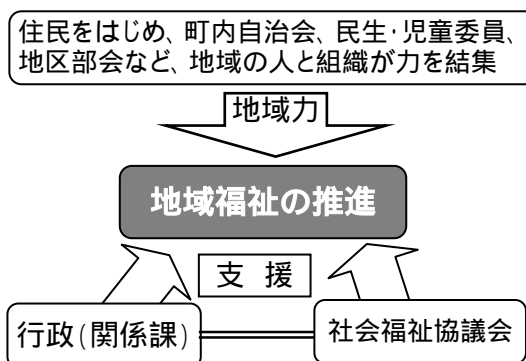 住民をはじめ、町内自治会、民生・児童委員、
地区部会など、地域の人と組織が力を結集
地域力
地域福祉の推進
支 援
行政(関係課)
社会福祉協議会